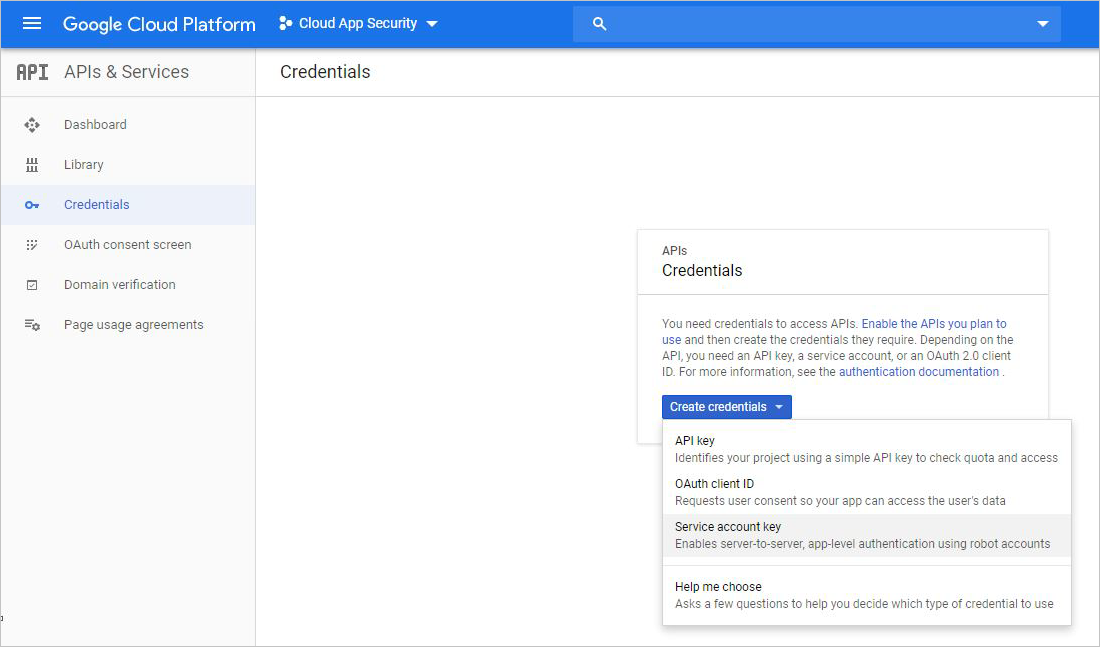 Google Cloud Platform
Cloud App Security
API
APIs & Services
Credentials
Dashboard
Library
Credentials
OAuth consent screen
Domain verification
Page usage agreements
APIs
Credentials
You need credentials to access APIs. Enable the APIs you plan to
use and then create the credentials they require. Depending on the
API, you need an API key, a service account, or an OAuth 2.0 client
ID. For more information, see the authentication documentation .
Create credentials
API key
Identifies your project using a simple API key to check quota and access
OAuth client ID
Requests user consent so your app can access the user's data
Service account key
Enables server-to-server, app-level authentication using robot accounts
Help me choose
Asks a few questions to help you decide which type of credential to use